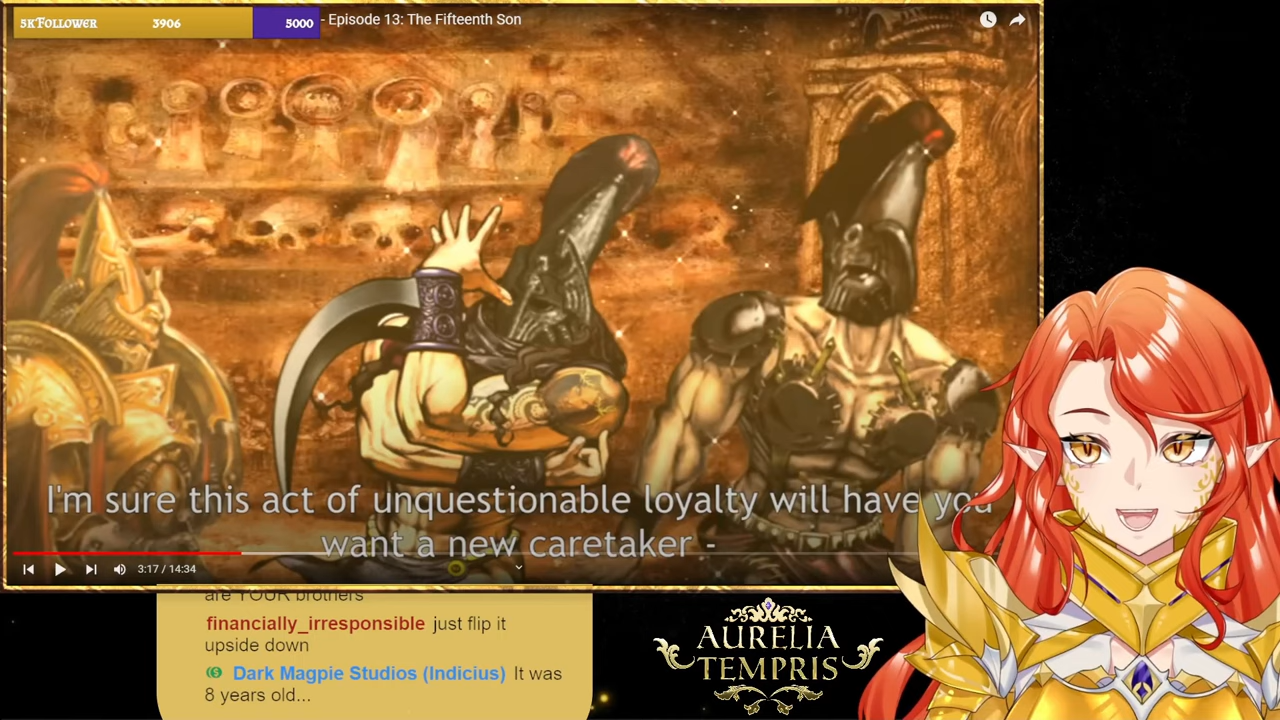 5K FOLLOWER 3906 5000 - Episode 13: The Fifteenth Son
I'm sure this act of unquestionable loyalty will have you
want a new caretaker -
3:17 / 14:34
are YOUR brothers
financially_irresponsible just flip it
upside down
Dark Magpie Studios (Indicius) It was
8 years old...
AURELIA
TEMPRIS